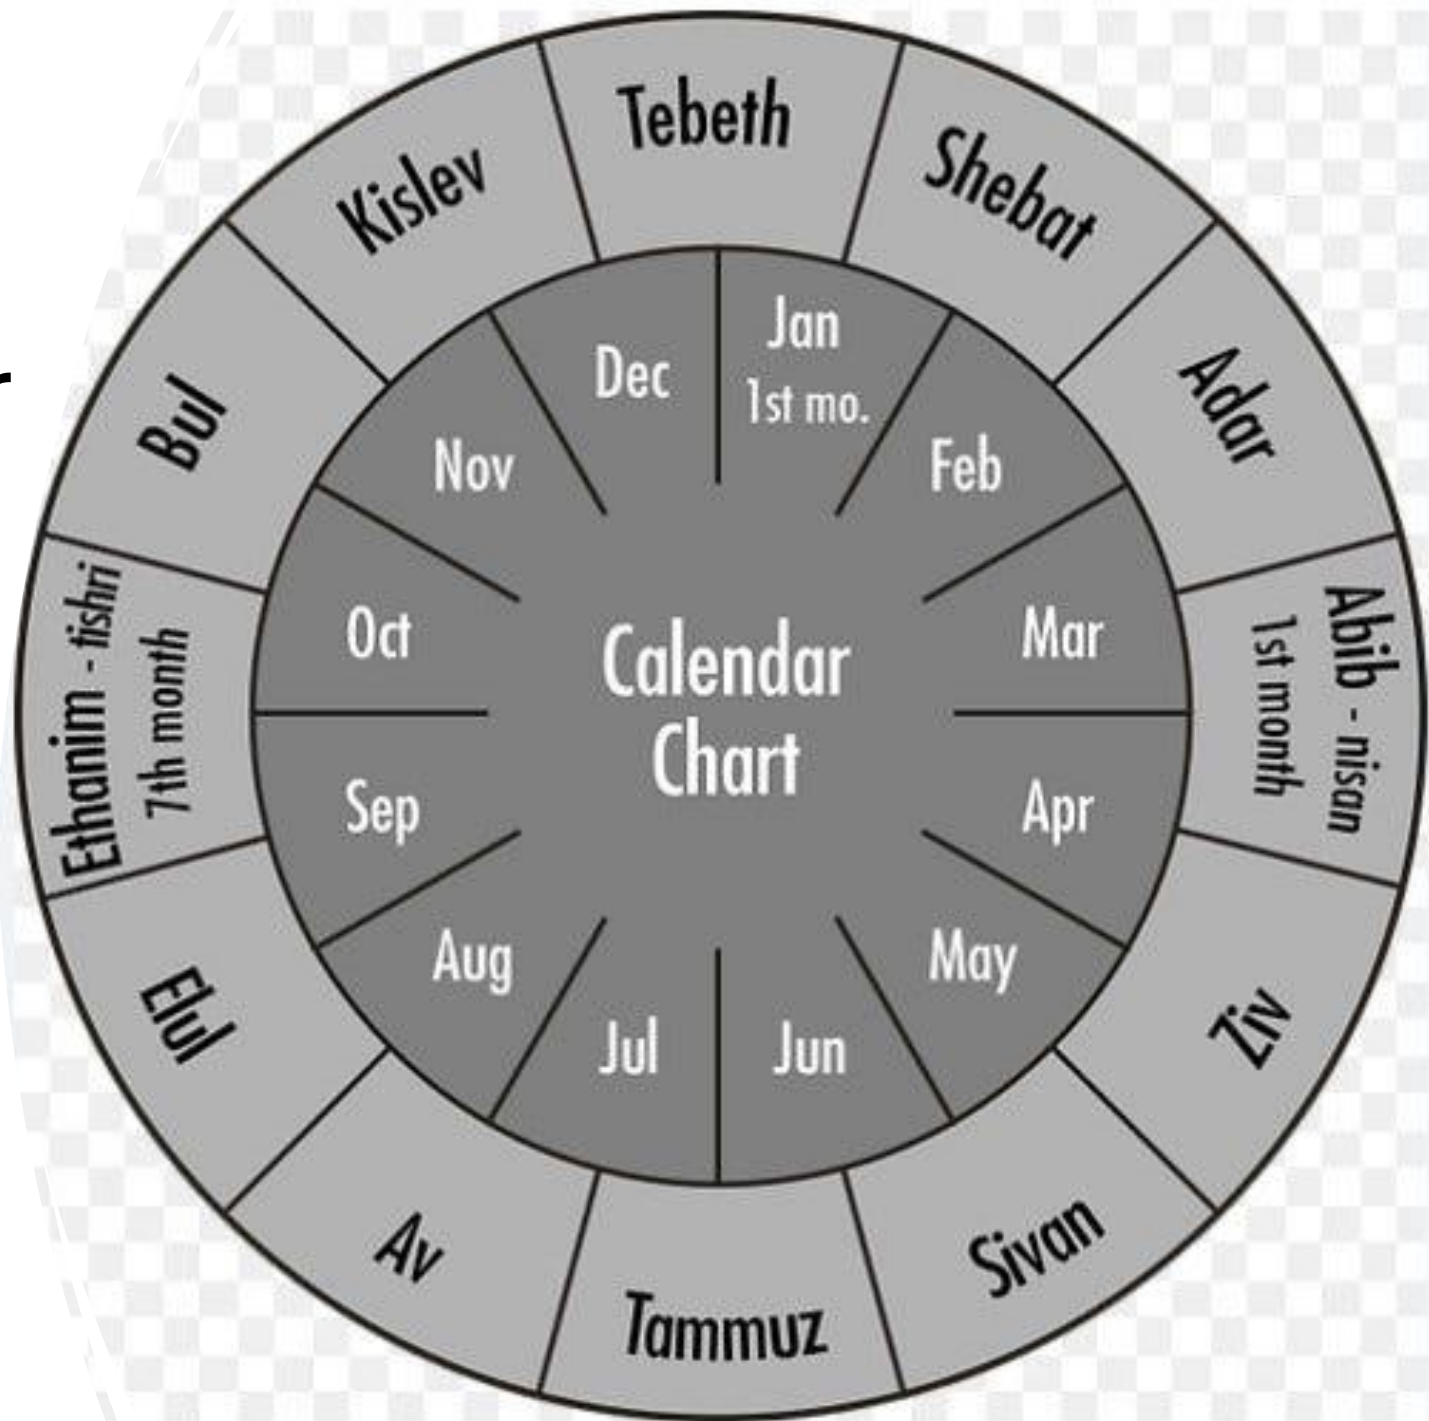 Tebeth
Shebat
Adar
Abib - nisan
1st month
Ziv
Sivan
Tammuz
Av
Elul
Ethanim - tishri
7th month
Bul
Kislev
Jan
1st mo.
Feb
Mar
Apr
May
Jun
Jul
Aug
Sep
Oct
Nov
Dec
Calendar
Chart